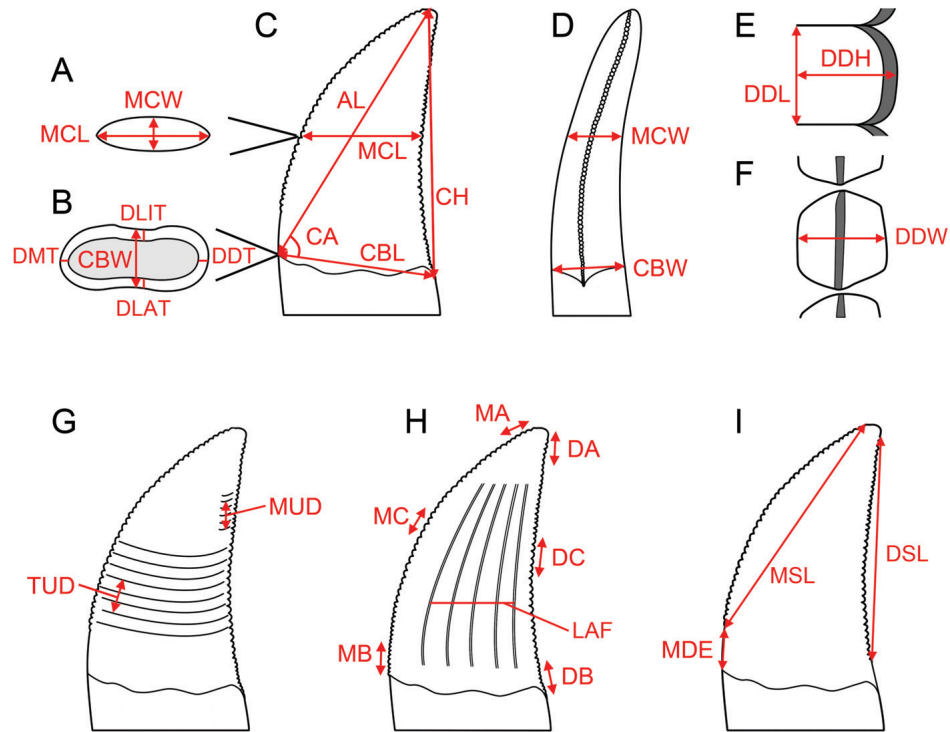 A
MCW
MCL
B
DLIT
DMT
CBW
DDT
DLAT
C
AL
MCL
CH
CA
CBL
D
MCW
CBW
E
DDH
DDL
F
DDW
G
MUD
TUD
H
MA
DA
MC
DC
LAF
MB
DB
I
MSL
DSL
MDE